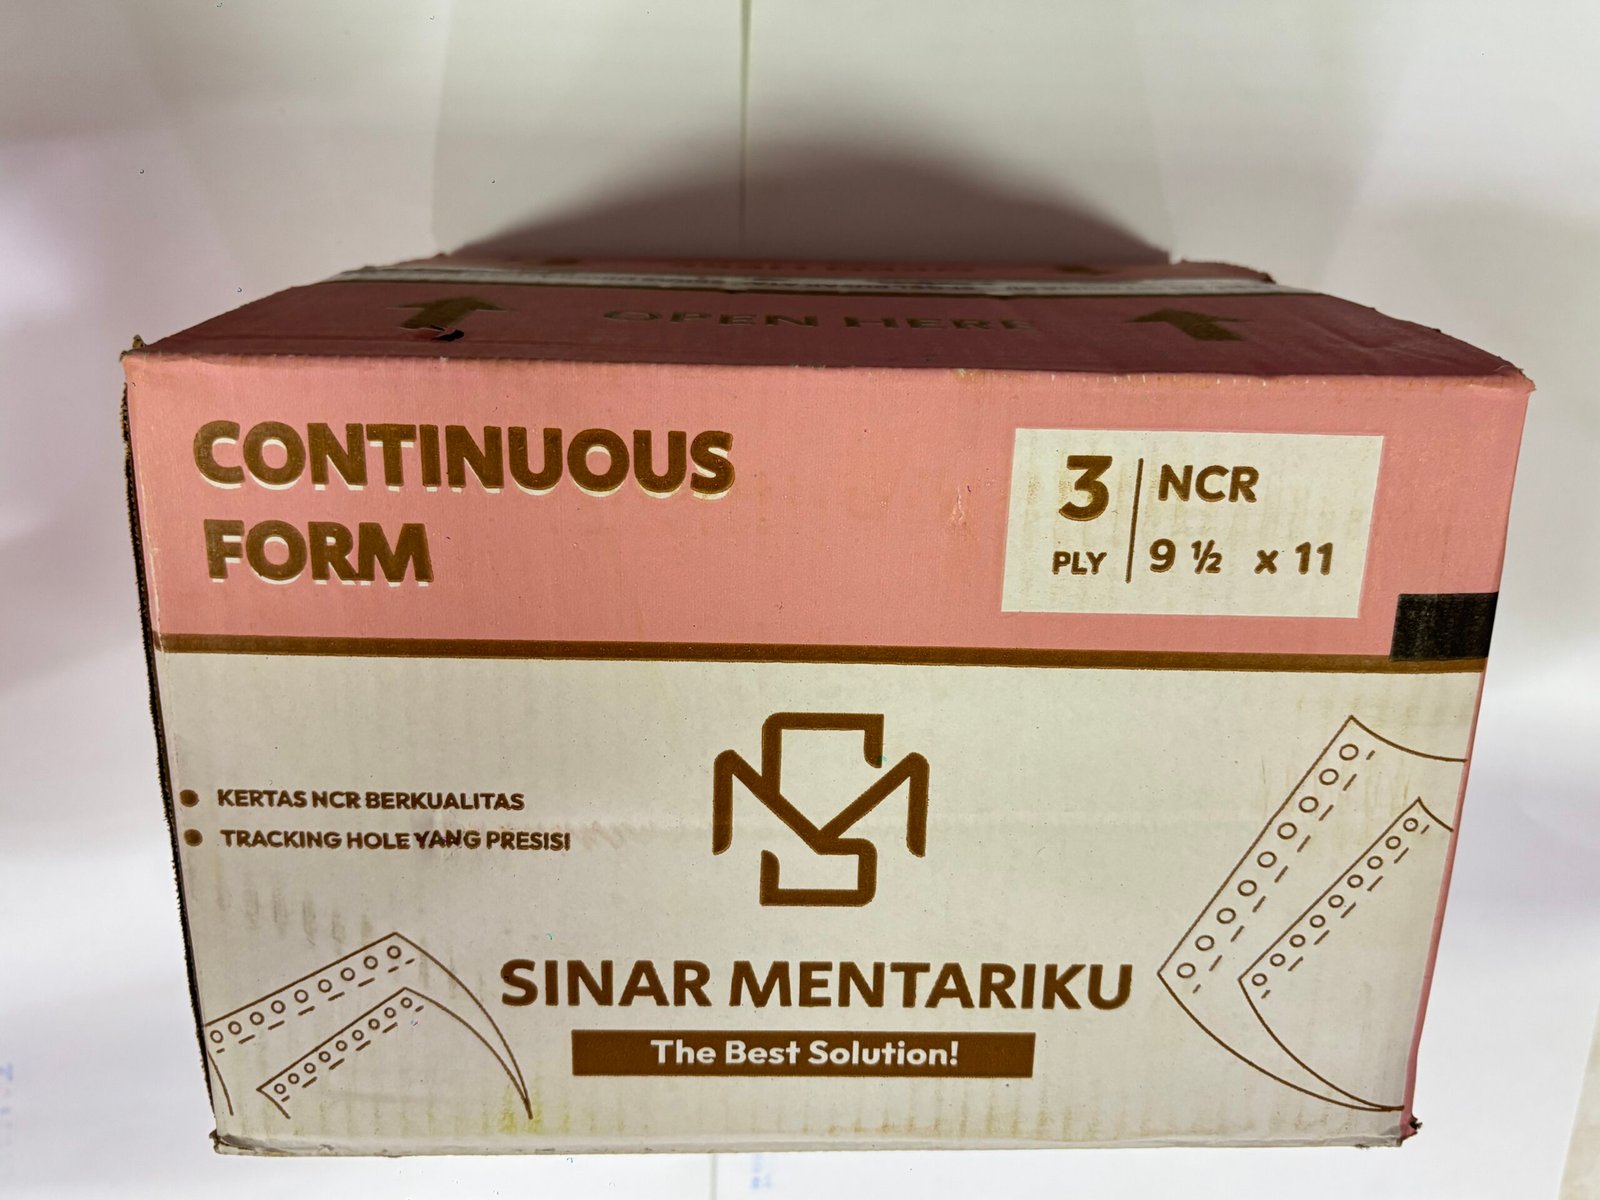 OPEN HERE
CONTINUOUS
FORM
3
PLY
NCR
9 ½ x 11
KERTAS NCR BERKUALITAS
TRACKING HOLE YANG PRESISI
SINAR MENTARIKU
The Best Solution!